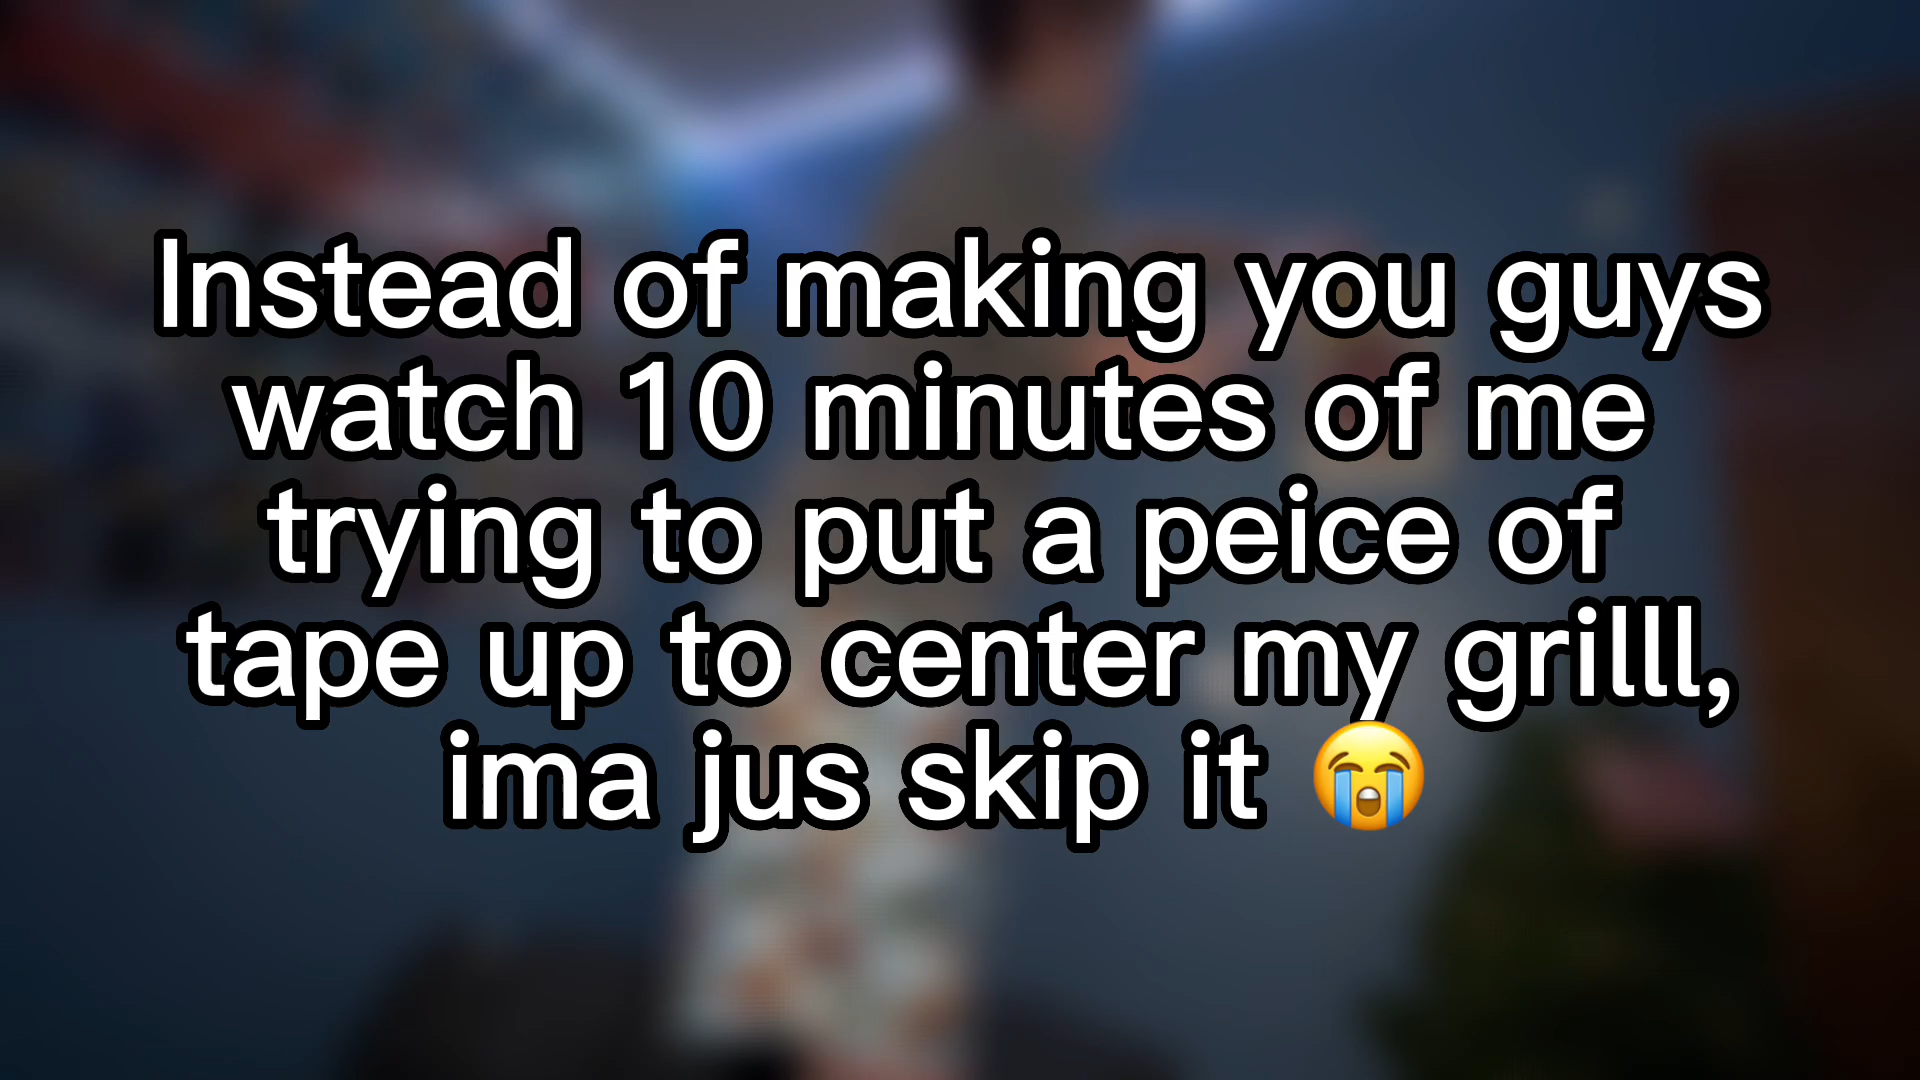 Instead of making you guys
watch 10 minutes of me
trying to put a peice of
tape up to center my grilll,
ima jus skip it 😭